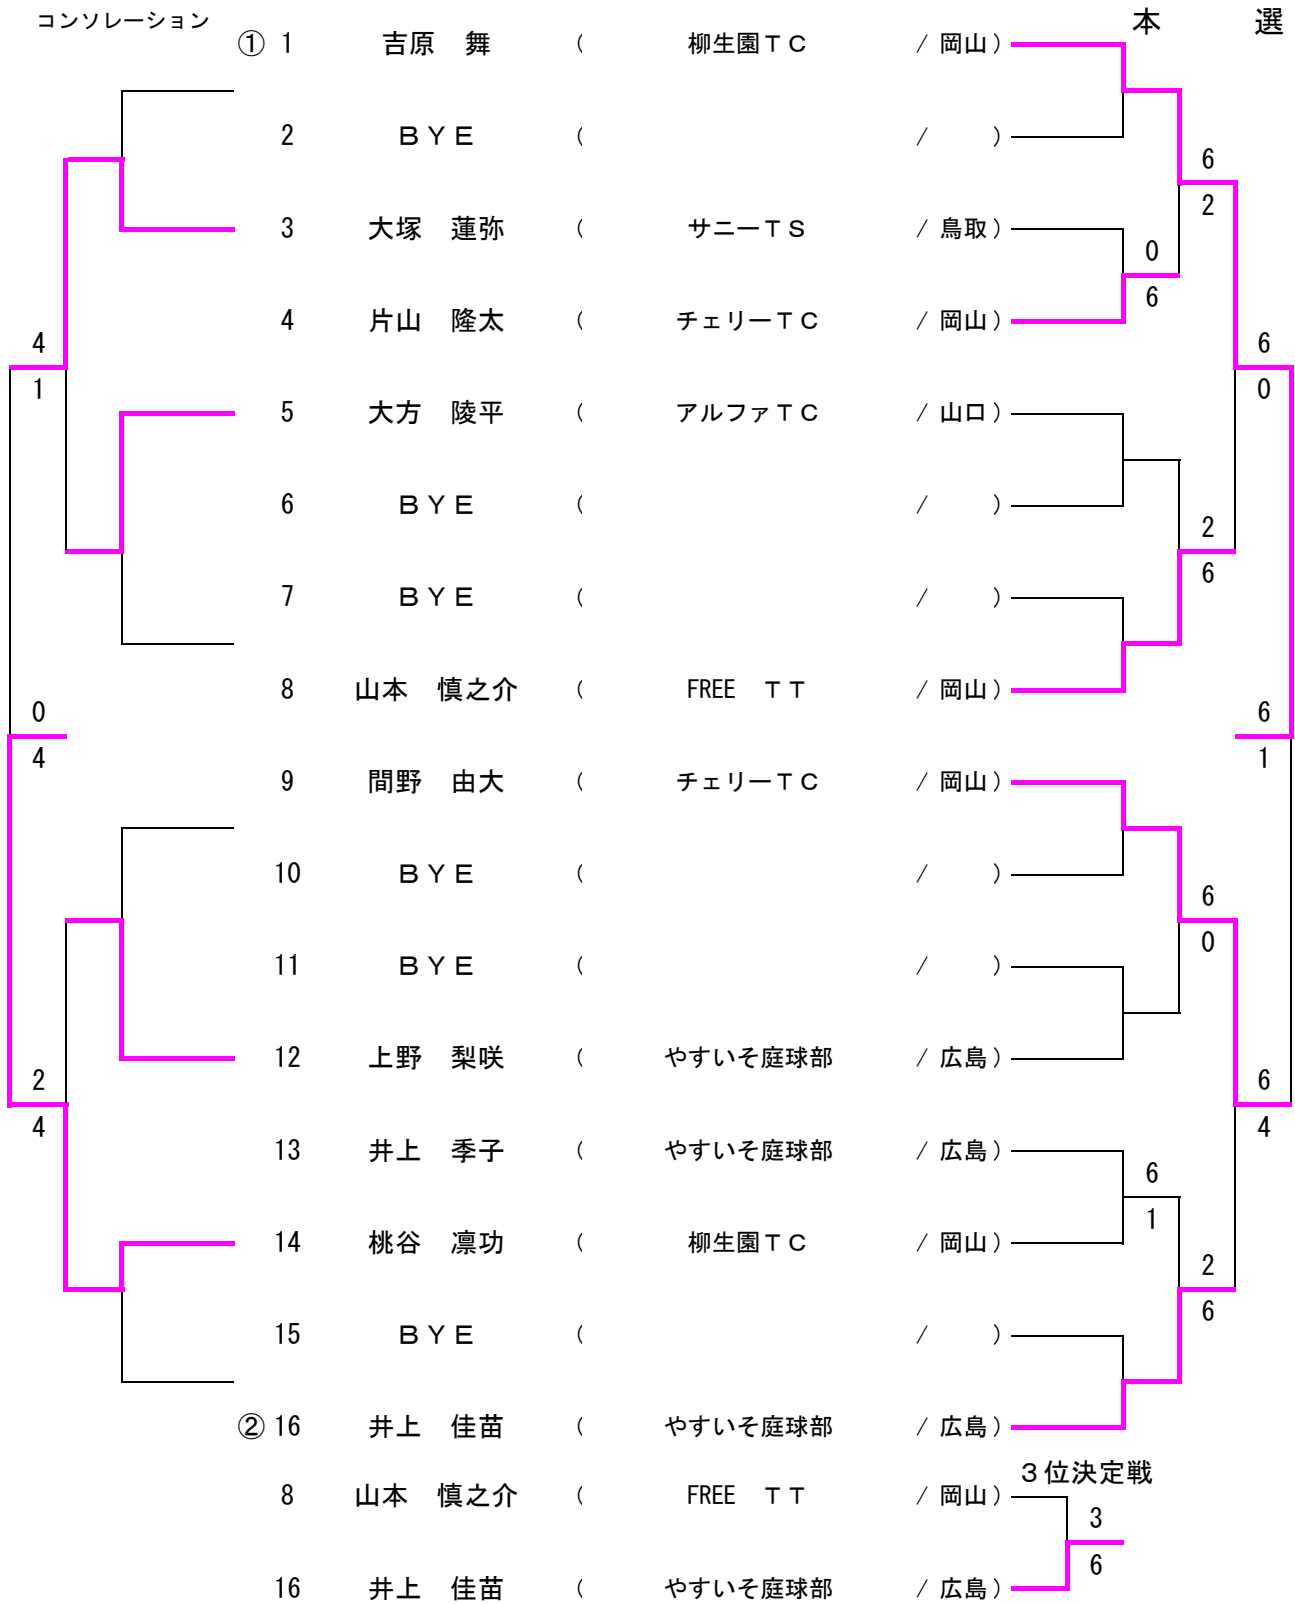 コンソレーション 本 選
① 1 吉原 舞 ( 柳生園ＴＣ / 岡山 )
2 ＢＹＥ ( / )
6
2
3 大塚 蓮弥 ( サニーＴＳ / 鳥取 )
0
6
4 片山 隆太 ( チェリーＴＣ / 岡山 )
4 6
1 0
5 大方 陵平 ( アルファＴＣ / 山口 )
6 ＢＹＥ ( / )
2
6
7 ＢＹＥ ( / )
8 山本 慎之介 ( FREE ＴＴ / 岡山 )
0 6
4 1
9 間野 由大 ( チェリーＴＣ / 岡山 )
10 ＢＹＥ ( / )
6
0
11 ＢＹＥ ( / )
12 上野 梨咲 ( やすいそ庭球部 / 広島 )
2 6
4 4
13 井上 季子 ( やすいそ庭球部 / 広島 )
6
1
14 桃谷 凛功 ( 柳生園ＴＣ / 岡山 )
2
6
15 ＢＹＥ ( / )
② 16 井上 佳苗 ( やすいそ庭球部 / 広島 )
３位決定戦
8 山本 慎之介 ( FREE ＴＴ / 岡山 )
3
6
16 井上 佳苗 ( やすいそ庭球部 / 広島 )